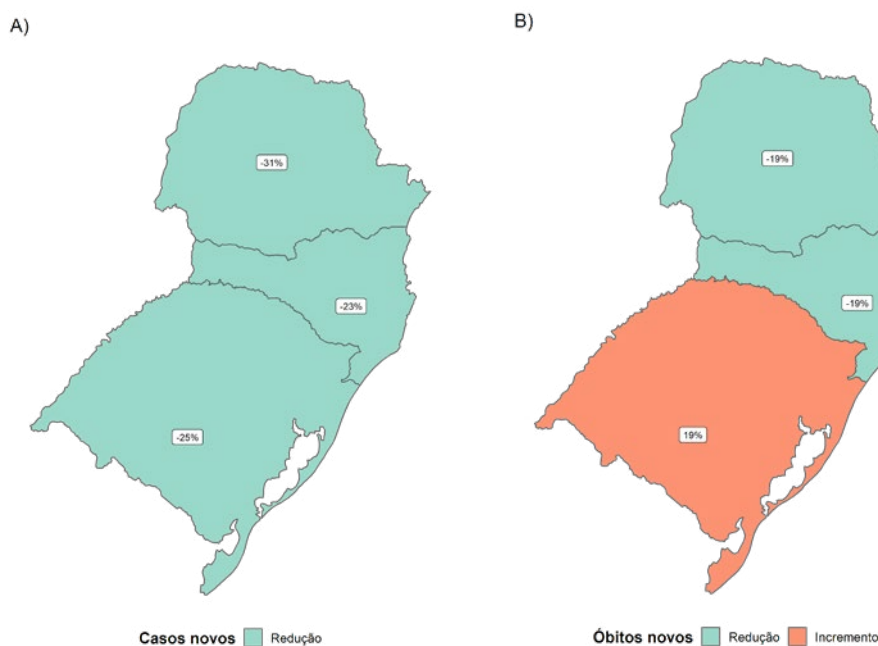 A)
-31%
-23%
-25%
Casos novos Redução
B)
-19%
-19%
19%
Óbitos novos Redução Incremento